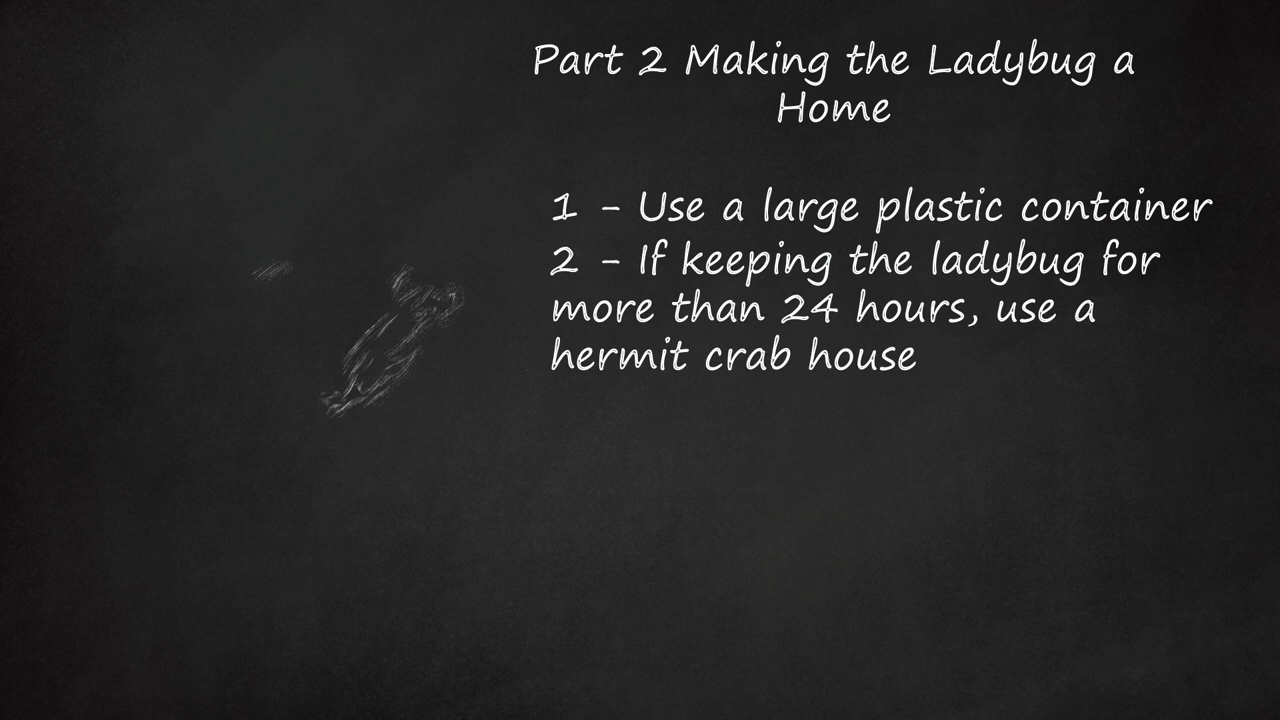 Part 2 Making the Ladybug a
Home
1 - Use a large plastic container
2 - If keeping the ladybug for
more than 24 hours, use a
hermit crab house